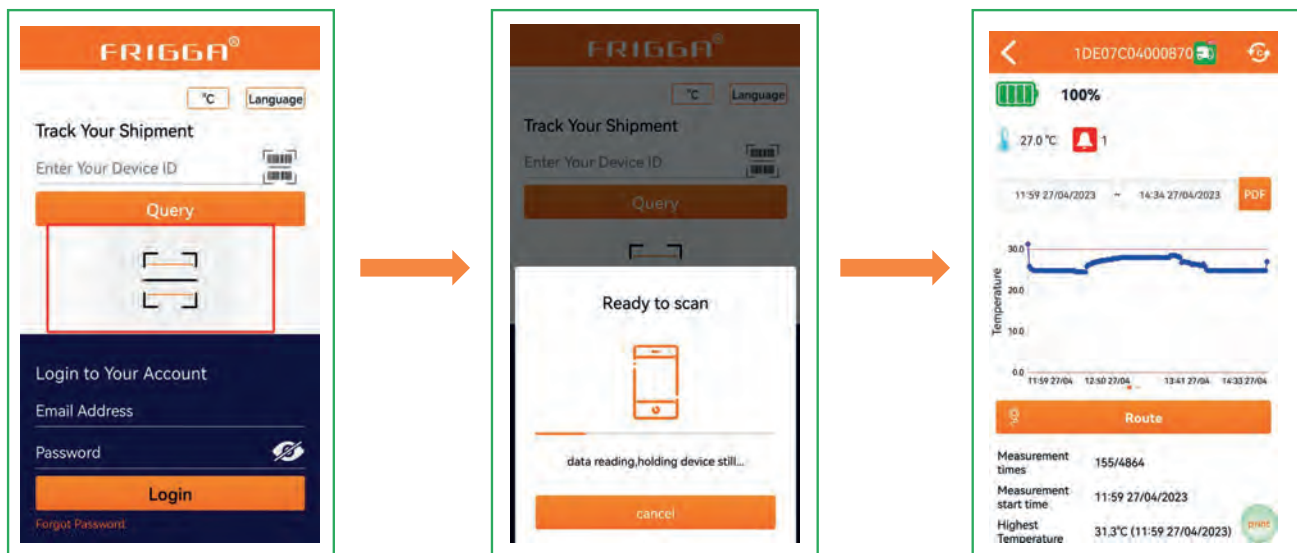 FRIGGA®
°C Language
Track Your Shipment
Enter Your Device ID
Query
Login to Your Account
Email Address
Password
Login
Forgot Password
FRIGGA®
°C Language
Track Your Shipment
Enter Your Device ID
Query
Ready to scan
data reading,holding device still...
cancel
1DE07C04000870
°C
100%
27.0 °C 1
11:59 27/04/2023 ~ 14:34 27/04/2023 PDF
Temperature
30.0
20.0
10.0
0.0
11:59 27/04 12:50 27/04 13:41 27/04 14:33 27/04
Route
Measurement times 155/4864
Measurement start time 11:59 27/04/2023
Highest Temperature 31.3°C (11:59 27/04/2023)
print